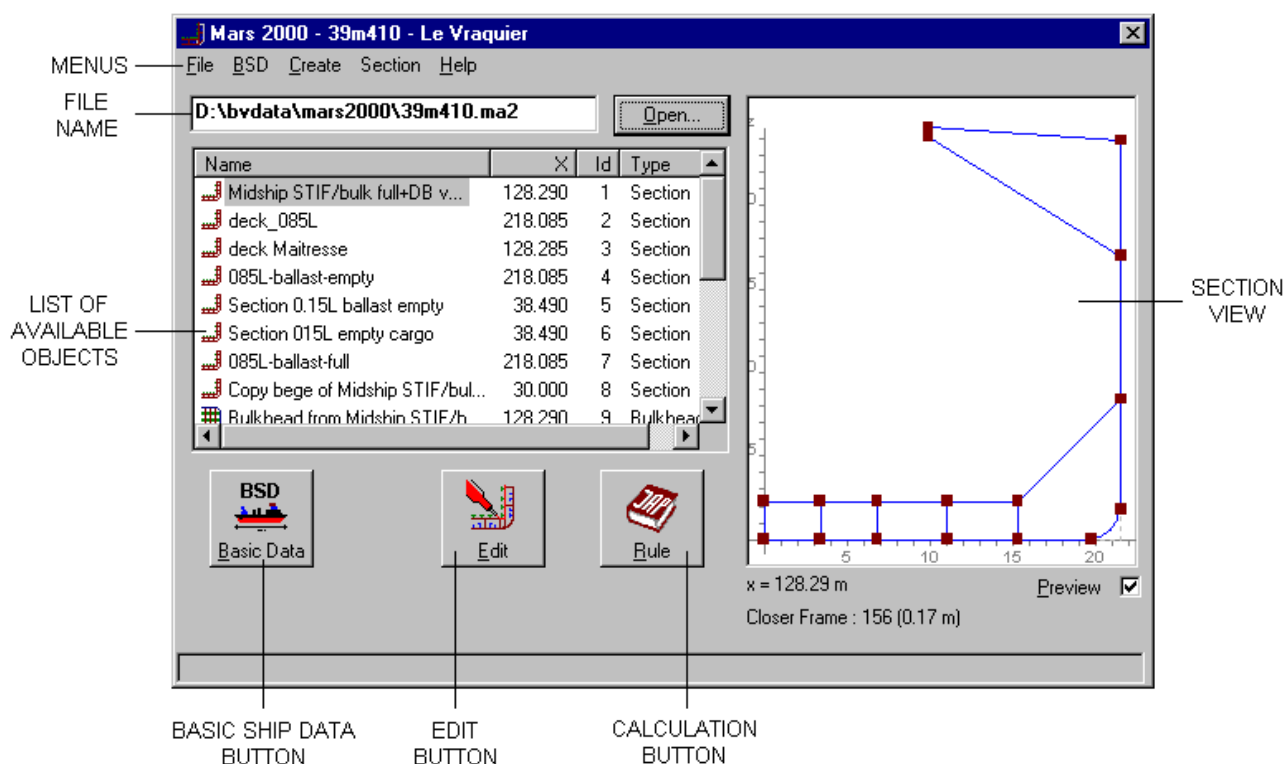 Mars 2000 - 39m410 - Le Vraquier
MENUS
File BSD Create Section Help
FILE
NAME
D:\bvdata\mars2000\39m410.ma2
Open...
Name X Id Type
Midship STIF/bulk full+DB v... 128.290 1 Section
deck_085L 218.085 2 Section
deck Maitresse 128.285 3 Section
085L-ballast-empty 218.085 4 Section
Section 0.15L ballast empty 38.490 5 Section
Section 015L empty cargo 38.490 6 Section
085L-ballast-full 218.085 7 Section
Copy bege of Midship STIF/bul... 30.000 8 Section
Bulkhead from Midship STIF/b 128.290 9 Bulkhead
LIST OF
AVAILABLE
OBJECTS
z
0
5
0
5
5 10 15 20
SECTION
VIEW
BSD
Basic Data
Edit
JAPI
Rule
x = 128.29 m
Preview
Closer Frame : 156 (0.17 m)
BASIC SHIP DATA
BUTTON
EDIT
BUTTON
CALCULATION
BUTTON